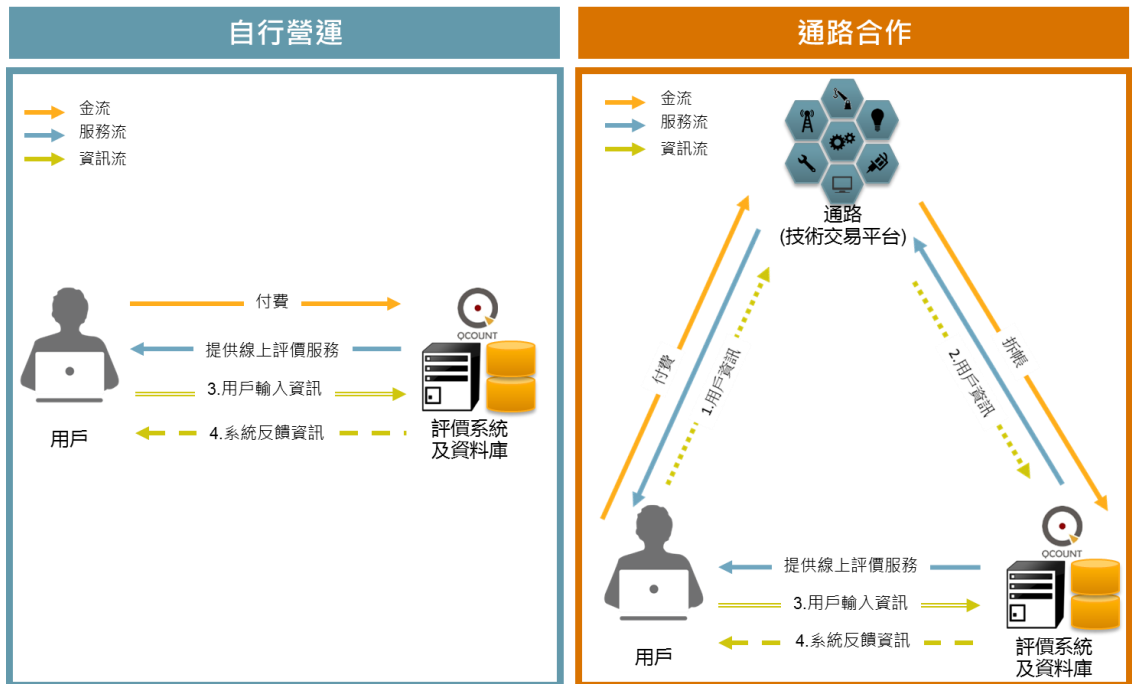 自行營運
金流
服務流
資訊流
付費
提供線上評價服務
3.用戶輸入資訊
4.系統反饋資訊
用戶
QCOUNT
評價系統
及資料庫
通路合作
金流
服務流
資訊流
通路
(技術交易平台)
付費
1.用戶資訊
2.用戶資訊
拆帳
提供線上評價服務
3.用戶輸入資訊
4.系統反饋資訊
用戶
QCOUNT
評價系統
及資料庫